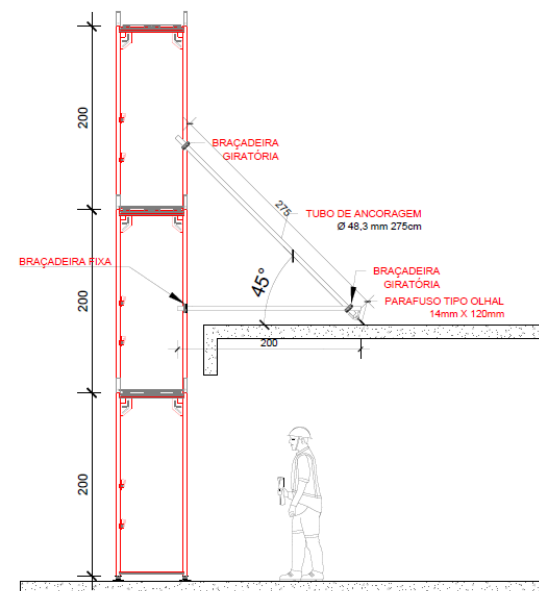 200
BRAÇADEIRA
GIRATÓRIA
275
TUBO DE ANCORAGEM
Ø 48,3 mm 275cm
BRAÇADEIRA FIXA
45°
BRAÇADEIRA
GIRATÓRIA
PARAFUSO TIPO OLHAL
14mm X 120mm
200
200
200